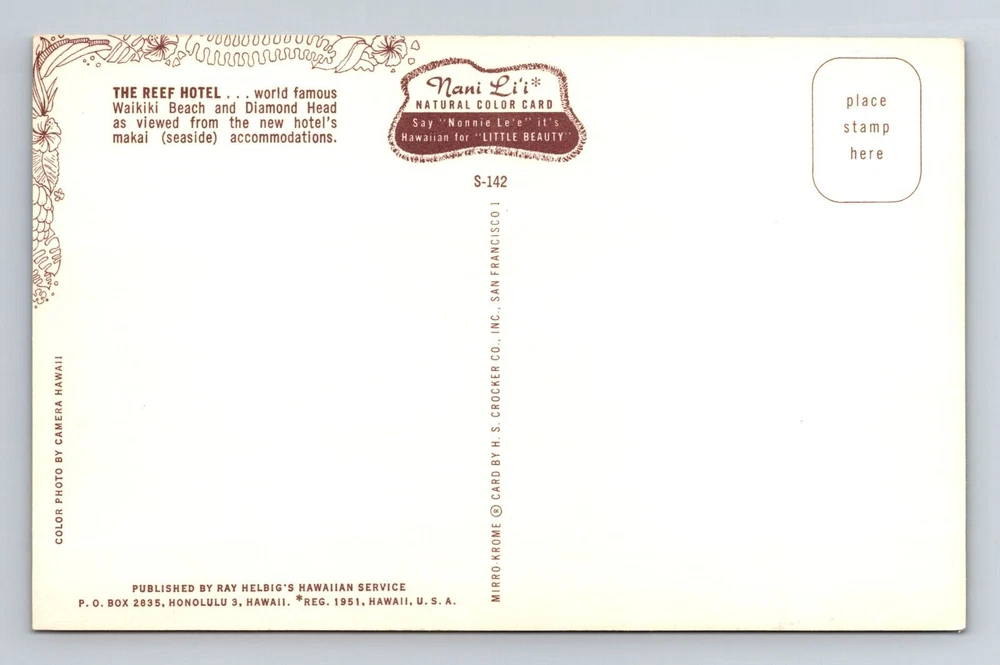 THE REEF HOTEL . . . world famous
Waikiki Beach and Diamond Head
as viewed from the new hotel's
makai (seaside) accommodations.
Nani Li'i*
NATURAL COLOR CARD
Say "Nonnie Le'e" it's
Hawaiian for "LITTLE BEAUTY"
S-142
place
stamp
here
MIRRO-KROME ® CARD BY H. S. CROCKER CO., INC., SAN FRANCISCO 1
COLOR PHOTO BY CAMERA HAWAII
PUBLISHED BY RAY HELBIG'S HAWAIIAN SERVICE
P. O. BOX 2835, HONOLULU 3, HAWAII. *REG. 1951, HAWAII, U. S. A.